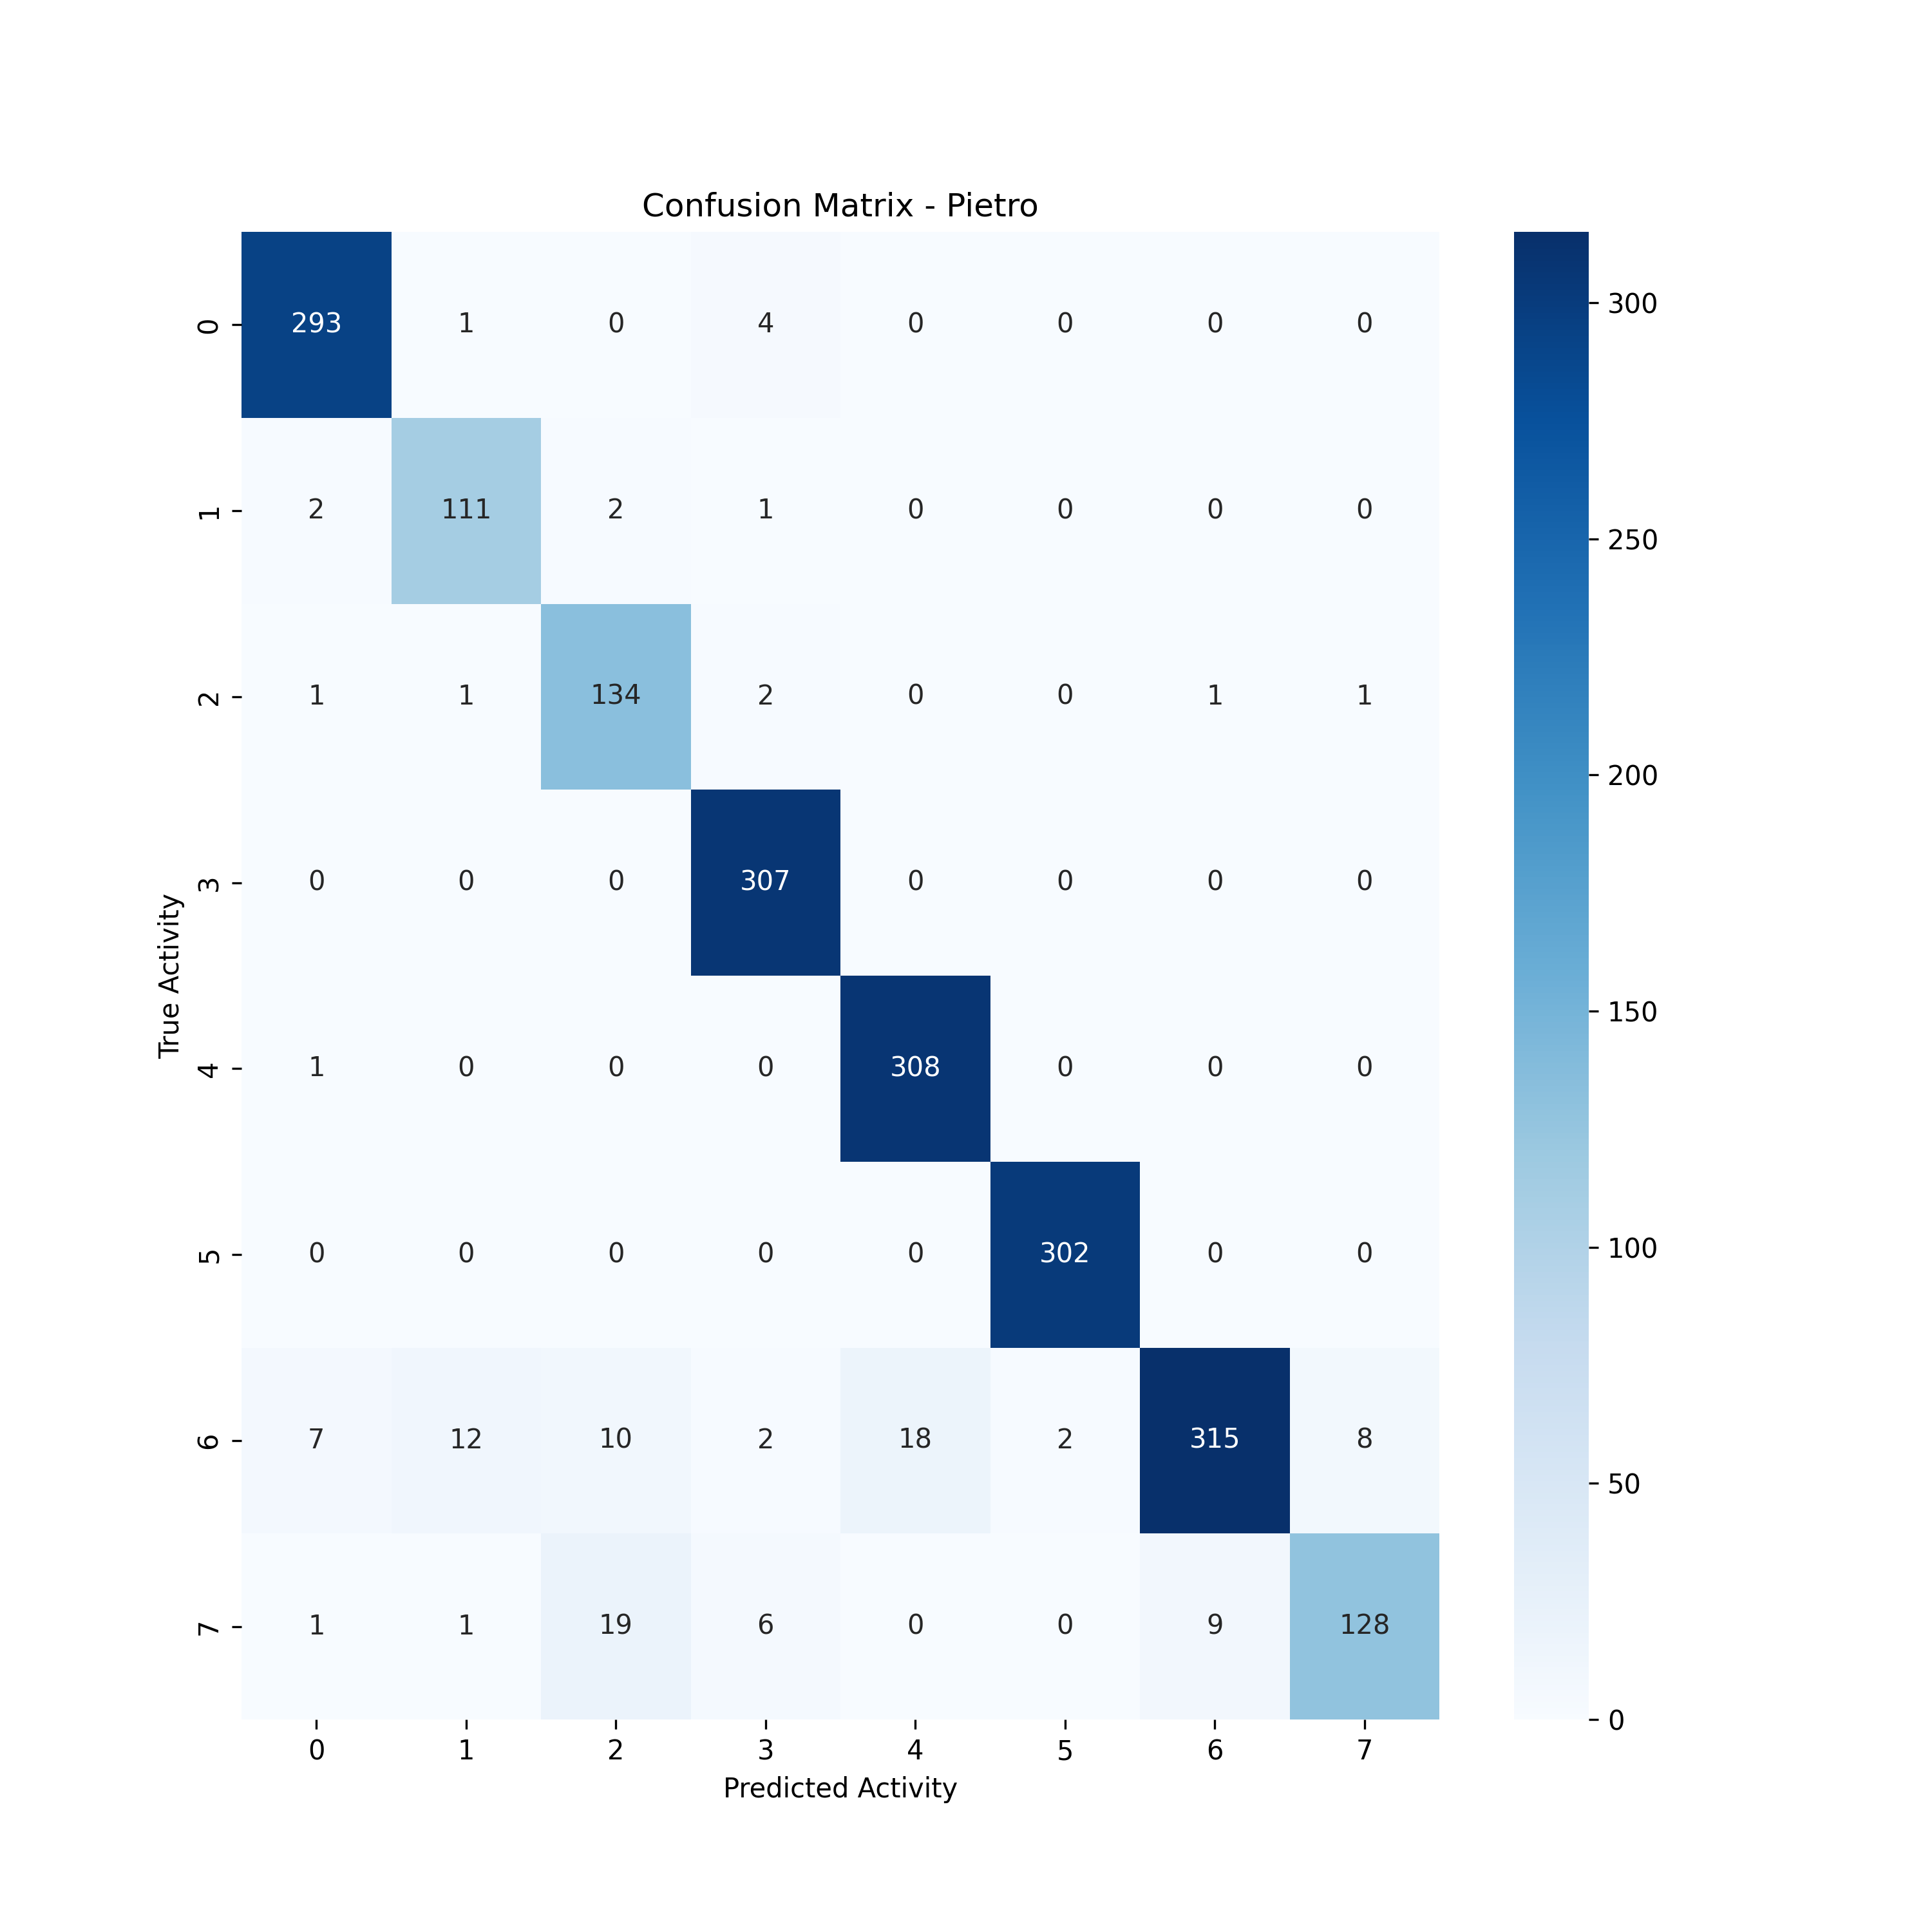 Confusion Matrix - Pietro
0 293 1 0 4 0 0 0 0
1 2 111 2 1 0 0 0 0
2 1 1 134 2 0 0 1 1
3 0 0 0 307 0 0 0 0
4 1 0 0 0 308 0 0 0
5 0 0 0 0 0 302 0 0
6 7 12 10 2 18 2 315 8
7 1 1 19 6 0 0 9 128
0 1 2 3 4 5 6 7
Predicted Activity
True Activity
300
250
200
150
100
50
0